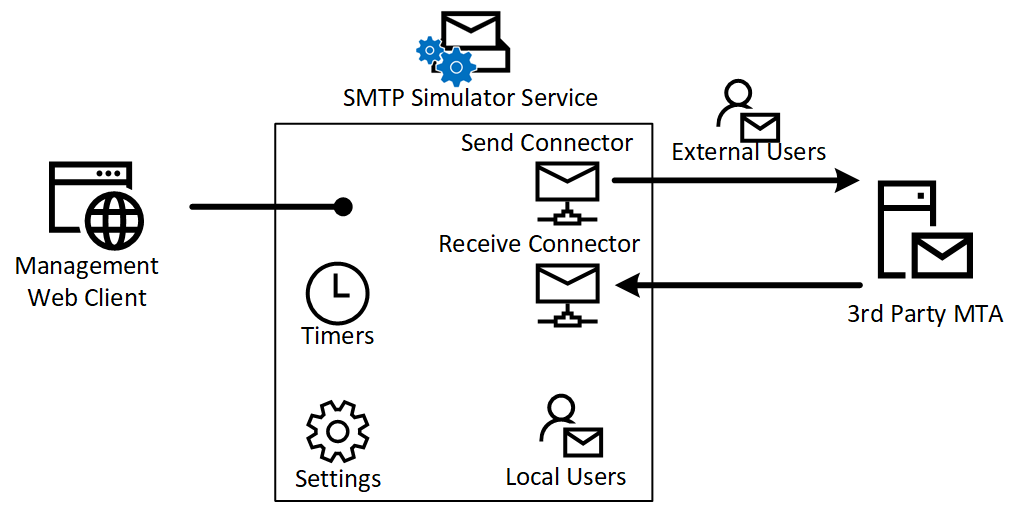 SMTP Simulator Service
Send Connector
External Users
Receive Connector
Management
Web Client
3rd Party MTA
Timers
Settings
Local Users